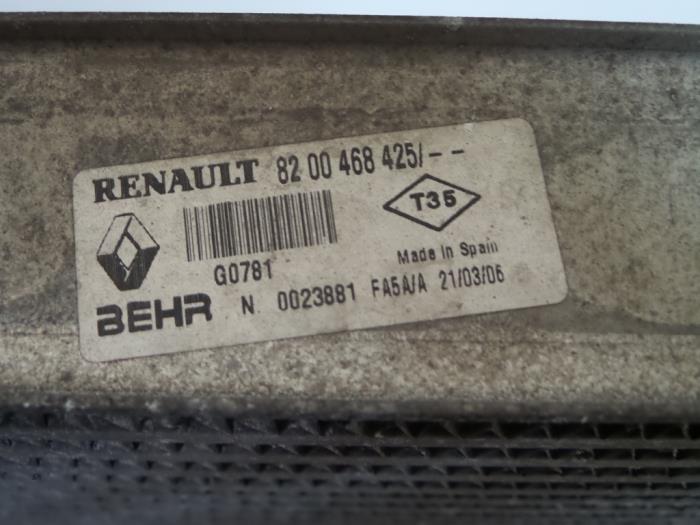 RENAULT 82 00 468 425/--
T35
G0781
Made In Spain
BEHR N 0023881 FA5A/A 21/03/06